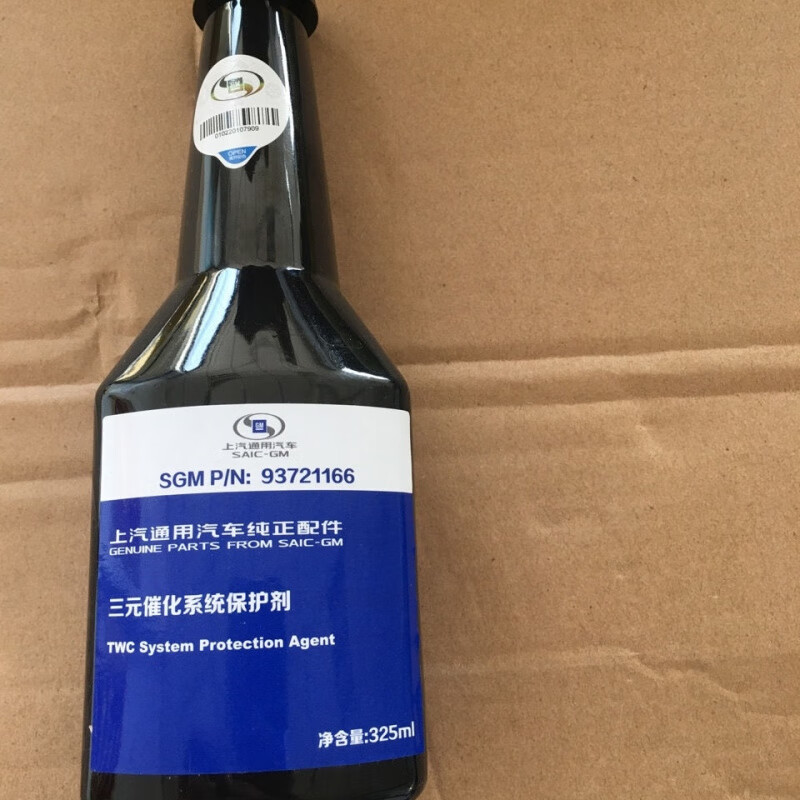 070220107909
OPEN
上汽通用汽车
SAIC-GM
SGM P/N: 93721166
上汽通用汽车纯正配件
GENUINE PARTS FROM SAIC-GM
三元催化系统保护剂
TWC System Protection Agent
净含量:325ml